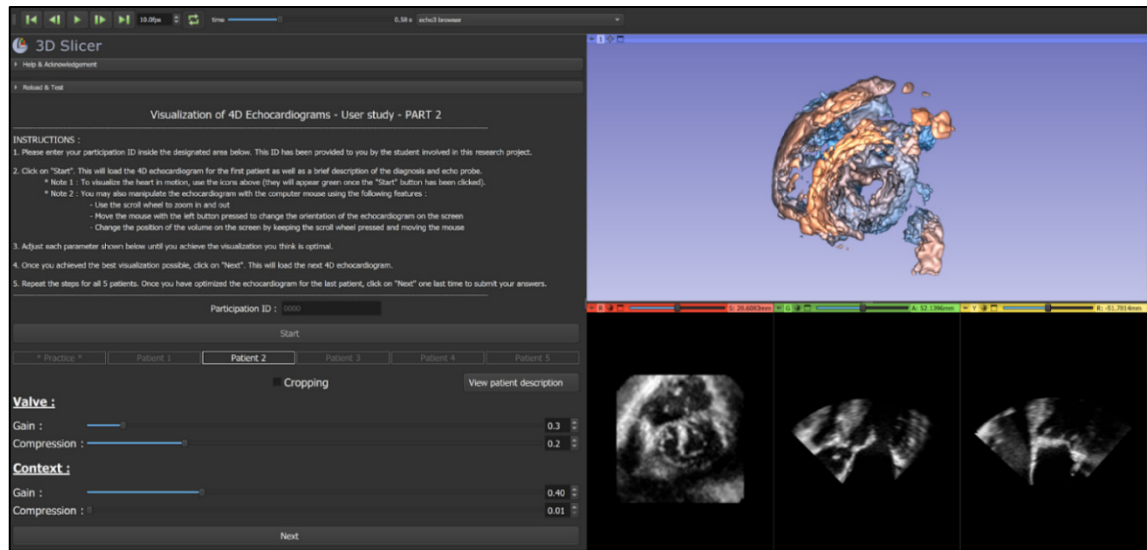 10.0fps time 0.58 s echo3 browser
3D Slicer
Help & Acknowledgement
Reload & Test
Visualization of 4D Echocardiograms - User study - PART 2
INSTRUCTIONS :
1. Please enter your participation ID inside the designated area below. This ID has been provided to you by the student involved in this research project.
2. Click on "Start". This will load the 4D echocardiogram for the first patient as well as a brief description of the diagnosis and echo probe.
* Note 1 : To visualize the heart in motion, use the icons above (they will appear green once the "Start" button has been clicked).
* Note 2 : You may also manipulate the echocardiogram with the computer mouse using the following features :
- Use the scroll wheel to zoom in and out
- Move the mouse with the left button pressed to change the orientation of the echocardiogram on the screen
- Change the position of the volume on the screen by keeping the scroll wheel pressed and moving the mouse
3. Adjust each parameter shown below until you achieve the visualization you think is optimal.
4. Once you achieved the best visualization possible, click on "Next". This will load the next 4D echocardiogram.
5. Repeat the steps for all 5 patients. Once you have optimized the echocardiogram for the last patient, click on "Next" one last time to submit your answers.
Participation ID : 0000
Start
* Practice * Patient 1 Patient 2 Patient 3 Patient 4 Patient 5
Cropping View patient description
Valve :
Gain : 0.3
Compression : 0.2
Context :
Gain : 0.40
Compression : 0.01
Next
1
R S: 20.6083mm G A: 52.1396mm Y R: -51.7014mm